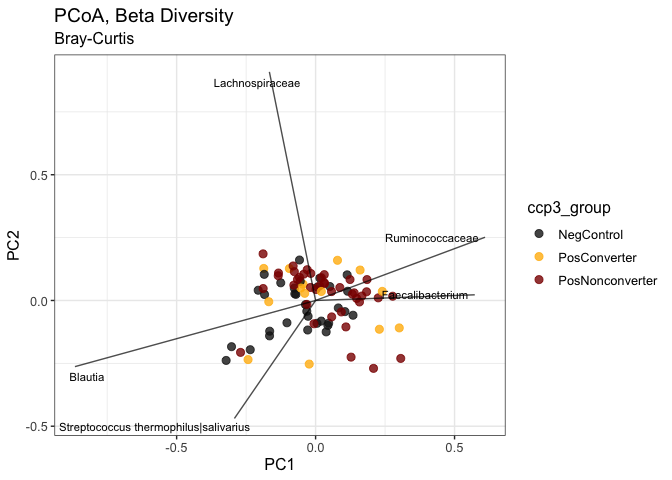 PCoA, Beta Diversity
Bray-Curtis
Lachnospiraceae
Ruminococcaceae
Faecalibacterium
Blautia
Streptococcus thermophilus|salivarius
0.5
0.0
-0.5
PC2
-0.5
0.0
0.5
PC1
ccp3_group
NegControl
PosConverter
PosNonconverter